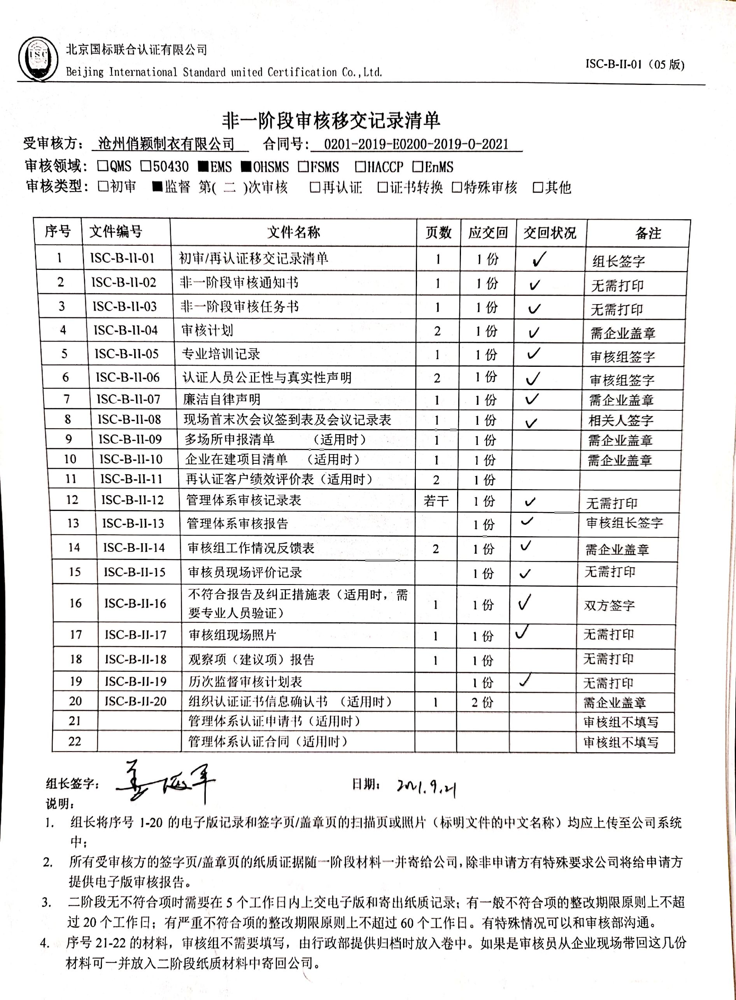 ISC
北京国标联合认证有限公司
Beijing International Standard united Certification Co.,Ltd.
ISC-B-II-01（05 版)
非一阶段审核移交记录清单
受审核方： 沧州俏颖制衣有限公司 合同号： 0201-2019-E0200-2019-O-2021
审核领域：□QMS □50430 ■EMS ■OHSMS □FSMS □HACCP □EnMS
审核类型：□初审 ■监督 第( 二 )次审核 □再认证 □证书转换 □特殊审核 □其他
序号 文件编号 文件名称 页数 应交回 交回状况 备注
1 ISC-B-II-01 初审/再认证移交记录清单 1 1 份 ✓ 组长签字
2 ISC-B-II-02 非一阶段审核通知书 1 1 份 ✓ 无需打印
3 ISC-B-II-03 非一阶段审核任务书 1 1 份 ✓ 无需打印
4 ISC-B-II-04 审核计划 2 1 份 ✓ 需企业盖章
5 ISC-B-II-05 专业培训记录 1 1 份 ✓ 审核组签字
6 ISC-B-II-06 认证人员公正性与真实性声明 2 1 份 ✓ 审核组签字
7 ISC-B-II-07 廉洁自律声明 1 1 份 ✓ 需企业盖章
8 ISC-B-II-08 现场首末次会议签到表及会议记录表 1 1 份 ✓ 相关人签字
9 ISC-B-II-09 多场所申报清单 （适用时） 1 1 份 需企业盖章
10 ISC-B-II-10 企业在建项目清单 （适用时） 1 1 份 需企业盖章
11 ISC-B-II-11 再认证客户绩效评价表（适用时） 2 1 份
12 ISC-B-II-12 管理体系审核记录表 若干 1 份 ✓ 无需打印
13 ISC-B-II-13 管理体系审核报告 1 份 ✓ 审核组长签字
14 ISC-B-II-14 审核组工作情况反馈表 2 1 份 ✓ 需企业盖章
15 ISC-B-II-15 审核员现场评价记录 1 份 ✓ 无需打印
16 ISC-B-II-16 不符合报告及纠正措施表（适用时，需
要专业人员验证） 1 1 份 ✓ 双方签字
17 ISC-B-II-17 审核组现场照片 1 1 份 ✓ 无需打印
18 ISC-B-II-18 观察项（建议项）报告 1 1 份 无需打印
19 ISC-B-II-19 历次监督审核计划表 1 份 ✓ 无需打印
20 ISC-B-II-20 组织认证证书信息确认书 （适用时） 1 2 份 需企业盖章
21 管理体系认证申请书（适用时） 审核组不填写
22 管理体系认证合同（适用时） 审核组不填写
组长签字： 日期： 2021.9.21
说明：
1. 组长将序号 1-20 的电子版记录和签字页/盖章页的扫描页或照片（标明文件的中文名称）均应上传至公司系统
中；
2. 所有受审核方的签字页/盖章页的纸质证据随一阶段材料一并寄给公司，除非申请方有特殊要求公司将给申请方
提供电子版审核报告。
3. 二阶段无不符合项时需要在 5 个工作日内上交电子版和寄出纸质记录；有一般不符合项的整改期限原则上不超
过 20 个工作日；有严重不符合项的整改期限原则上不超过 60 个工作日。有特殊情况可以和审核部沟通。
4. 序号 21-22 的材料，审核组不需要填写，由行政部提供归档时放入卷中。如果是审核员从企业现场带回这几份
材料可一并放入二阶段纸质材料中寄回公司。